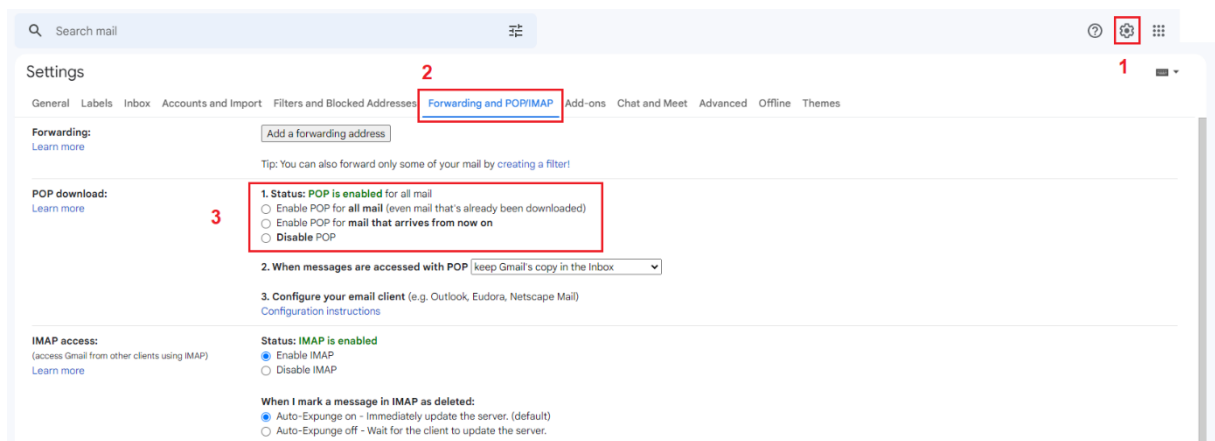 Search mail
1
Settings
2
General Labels Inbox Accounts and Import Filters and Blocked Addresses Forwarding and POP/IMAP Add-ons Chat and Meet Advanced Offline Themes
Forwarding:
Learn more
Add a forwarding address
Tip: You can also forward only some of your mail by creating a filter!
POP download:
Learn more
3
1. Status: POP is enabled for all mail
Enable POP for all mail (even mail that's already been downloaded)
Enable POP for mail that arrives from now on
Disable POP
2. When messages are accessed with POP keep Gmail's copy in the Inbox
3. Configure your email client (e.g. Outlook, Eudora, Netscape Mail)
Configuration instructions
IMAP access:
(access Gmail from other clients using IMAP)
Learn more
Status: IMAP is enabled
Enable IMAP
Disable IMAP
When I mark a message in IMAP as deleted:
Auto-Expunge on - Immediately update the server. (default)
Auto-Expunge off - Wait for the client to update the server.